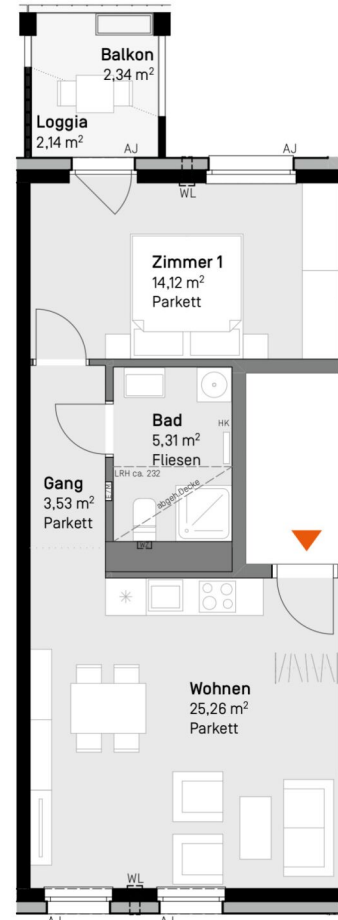 Balkon
2,34 m²
Loggia
2,14 m²
AJ
AJ
WL
Zimmer 1
14,12 m²
Parkett
Bad
5,31 m²
Fliesen
HK
LRH ca. 232
abgeh.Decke
Gang
3,53 m²
Parkett
Wohnen
25,26 m²
Parkett
WL
AJ
AJ